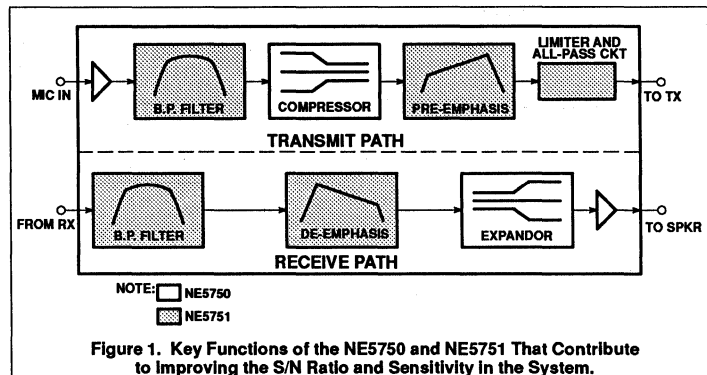 LIMITER AND
ALL-PASS CKT
MIC IN
B.P. FILTER
COMPRESSOR
PRE-EMPHASIS
TO TX
TRANSMIT PATH
FROM RX
B.P. FILTER
DE-EMPHASIS
EXPANDOR
TO SPKR
RECEIVE PATH
NOTE: NE5750
NE5751
Figure 1. Key Functions of the NE5750 and NE5751 That Contribute
to improving the S/N Ratio and Sensitivity in the System.